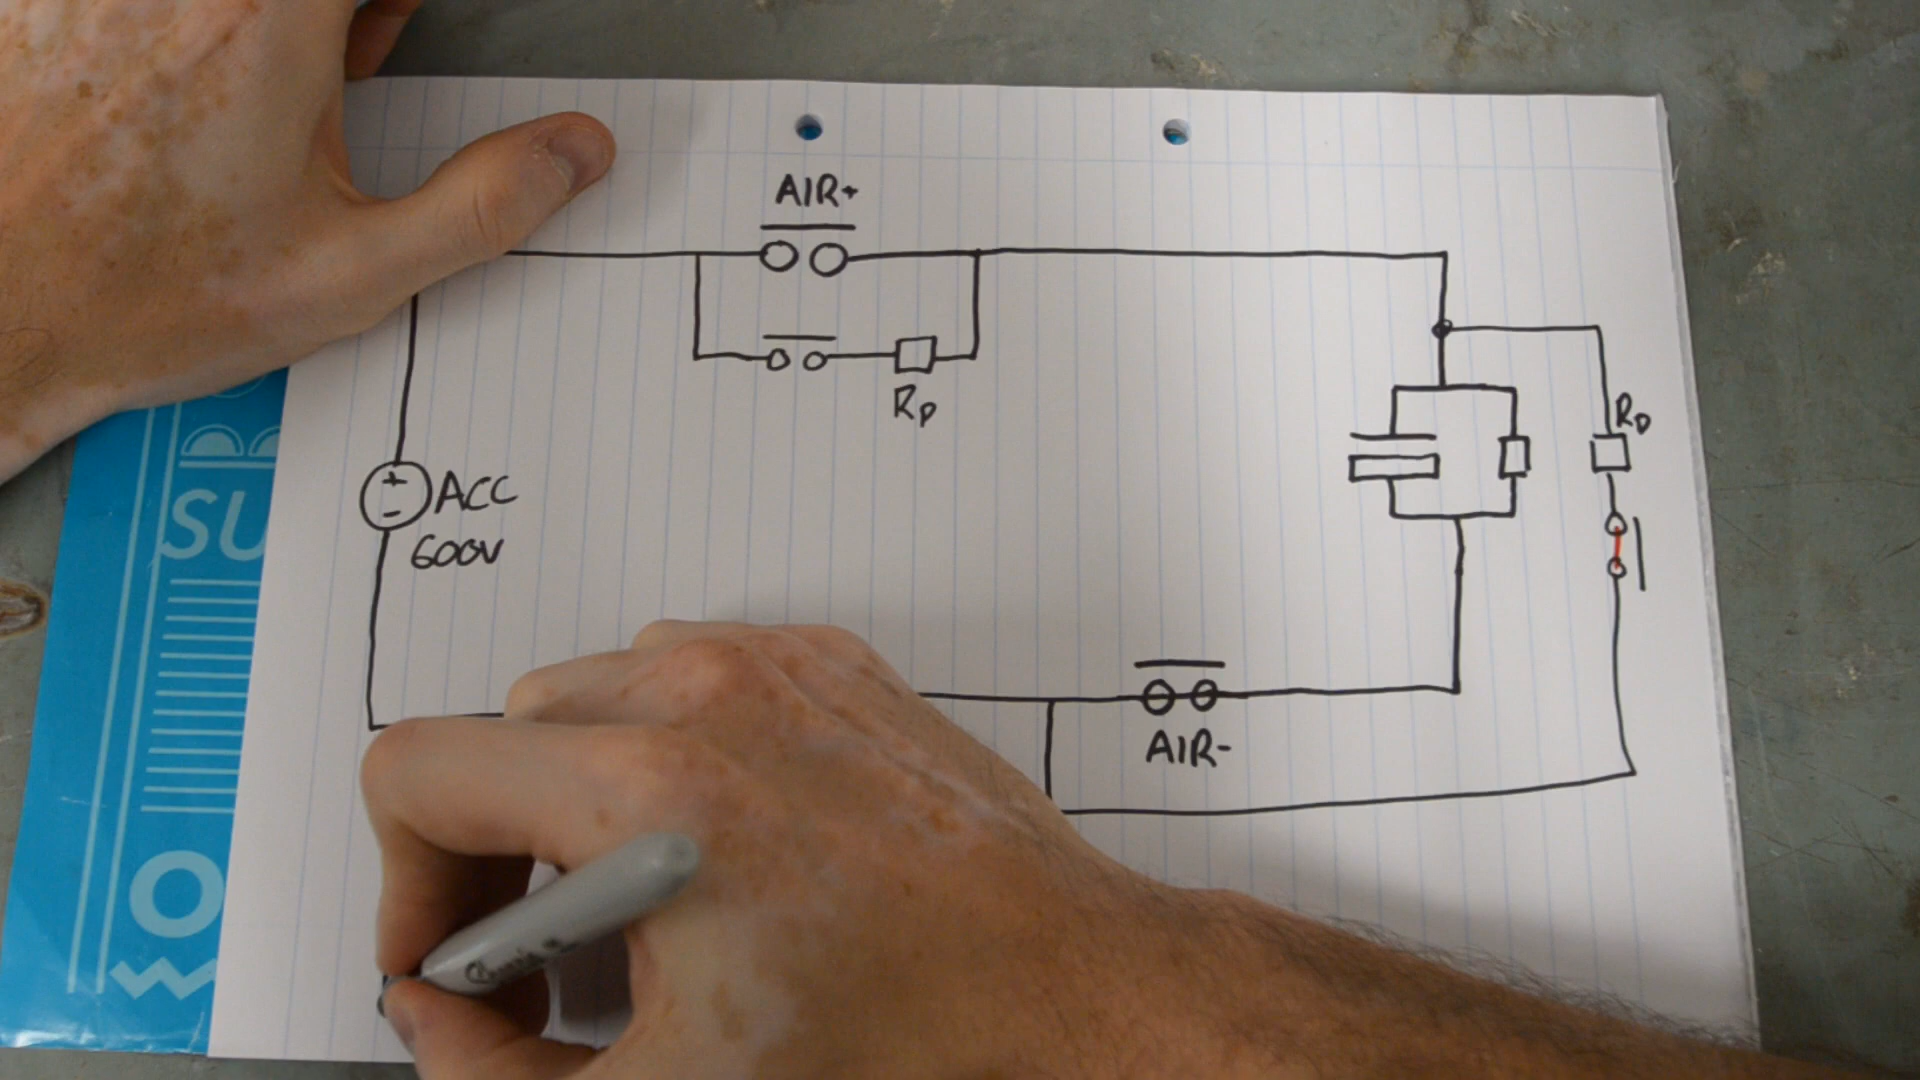 AIR+
Rp
RD
ACC
600V
AIR-
SU
O